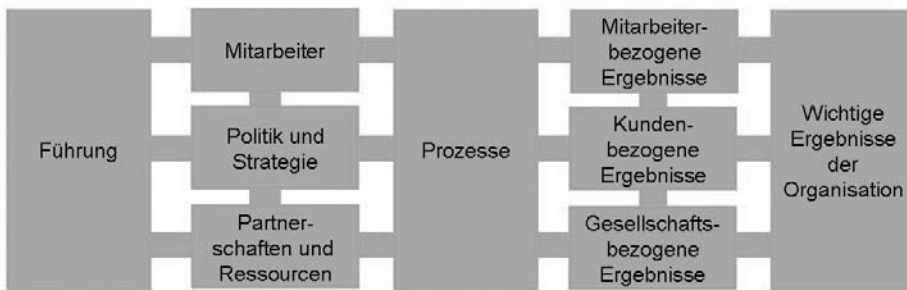 Führung
Mitarbeiter
Politik und
Strategie
Partner-
schaften und
Ressourcen
Prozesse
Mitarbeiter-
bezogene
Ergebnisse
Kunden-
bezogene
Ergebnisse
Gesellschafts-
bezogene
Ergebnisse
Wichtige
Ergebnisse
der
Organisation